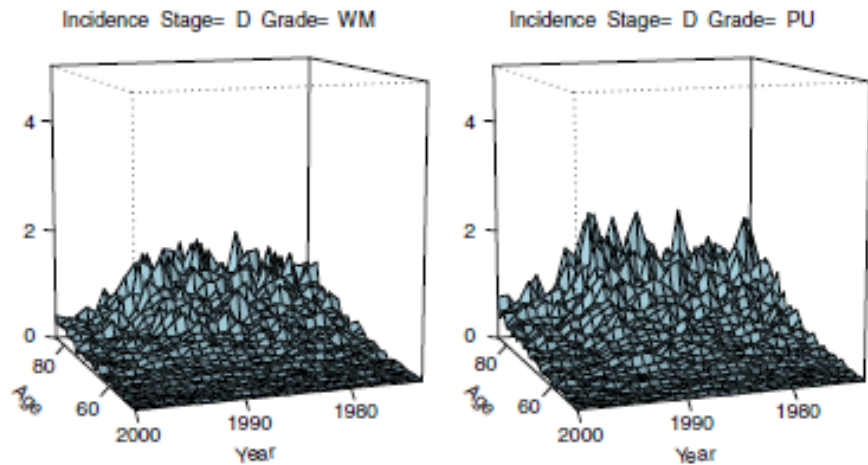 Incidence Stage= D Grade= WM
4
2
0
80
60
Age
2000
1990
1980
Year
Incidence Stage= D Grade= PU
4
2
0
80
60
Age
2000
1990
1980
Year